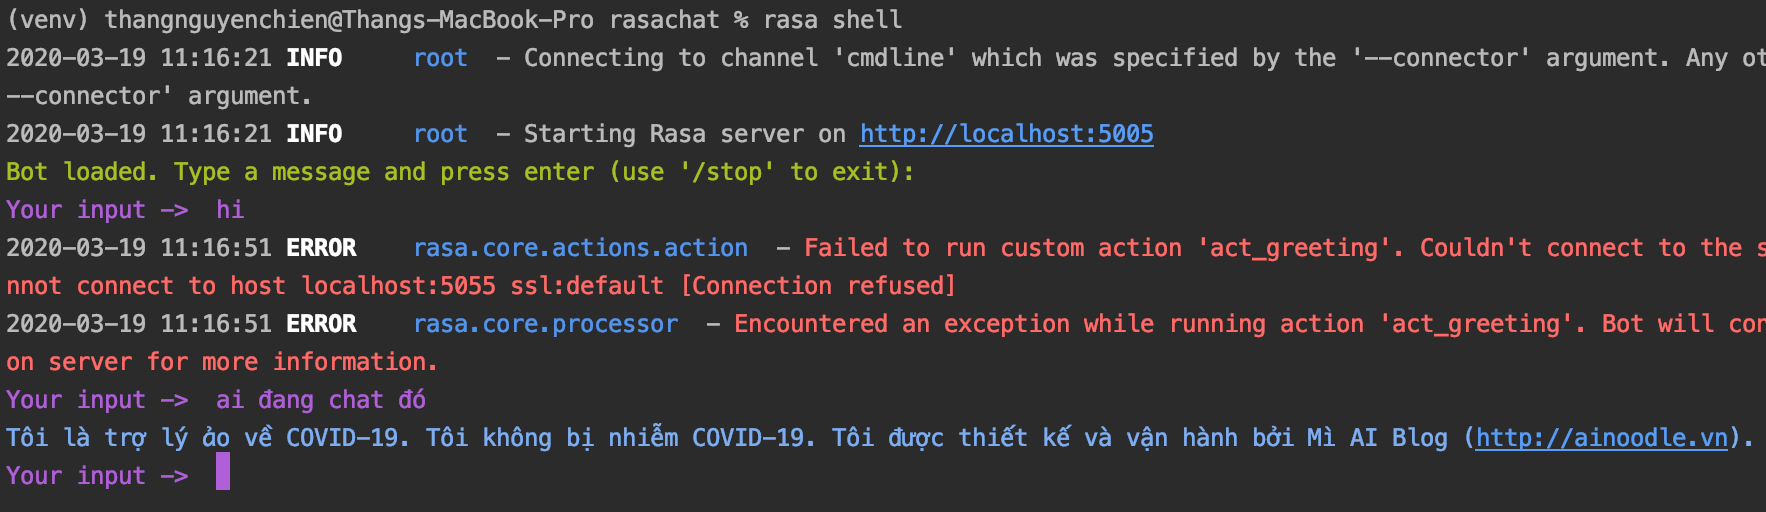 (venv) thangnguyenchien@Thangs-MacBook-Pro rasachat % rasa shell
2020-03-19 11:16:21 INFO root - Connecting to channel 'cmdline' which was specified by the '--connector' argument. Any ot
--connector' argument.
2020-03-19 11:16:21 INFO root - Starting Rasa server on http://localhost:5005
Bot loaded. Type a message and press enter (use '/stop' to exit):
Your input -> hi
2020-03-19 11:16:51 ERROR rasa.core.actions.action - Failed to run custom action 'act_greeting'. Couldn't connect to the s
nnot connect to host localhost:5055 ssl:default [Connection refused]
2020-03-19 11:16:51 ERROR rasa.core.processor - Encountered an exception while running action 'act_greeting'. Bot will con
on server for more information.
Your input -> ai đang chat đó
Tôi là trợ lý ảo về COVID-19. Tôi không bị nhiễm COVID-19. Tôi được thiết kế và vận hành bởi Mì AI Blog (http://ainoodle.vn).
Your input ->